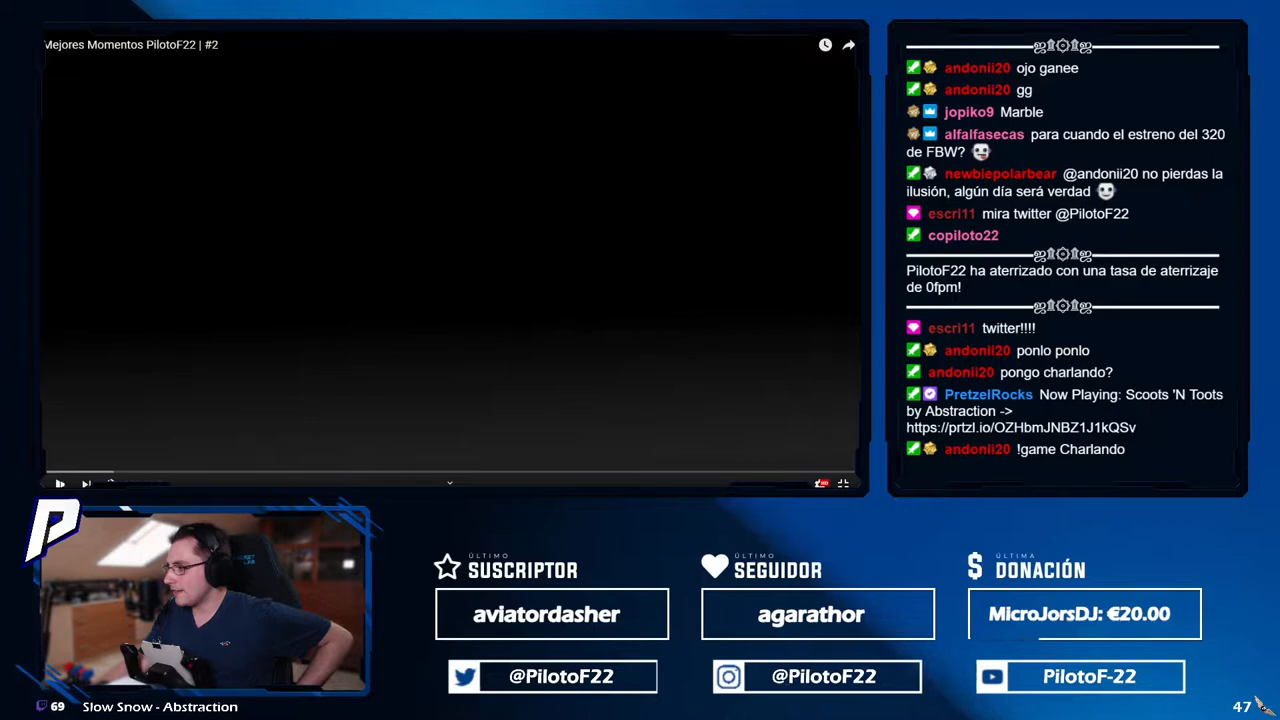 Mejores Momentos PilotoF22 | #2
andonii20 ojo ganee
andonii20 gg
jopiko9 Marble
alfalfasecas para cuando el estreno del 320
de FBW?
newbiepolarbear @andonii20 no pierdas la
ilusión, algún día será verdad
escri11 mira twitter @PilotoF22
copiloto22
PilotoF22 ha aterrizado con una tasa de aterrizaje
de 0fpm!
escri11 twitter!!!!
andonii20 ponlo ponlo
andonii20 pongo charlando?
PretzelRocks Now Playing: Scoots 'N Toots
by Abstraction ->
https://prtzl.io/OZHbmJNBZ1J1kQSv
andonii20 !game Charlando
P
ÚLTIMO
SUSCRIPTOR
aviatordasher
@PilotoF22
ÚLTIMO
SEGUIDOR
agarathor
@PilotoF22
ÚLTIMA
$ DONACIÓN
MicroJorsDJ: €20.00
PilotoF-22
69 Slow Snow - Abstraction
47